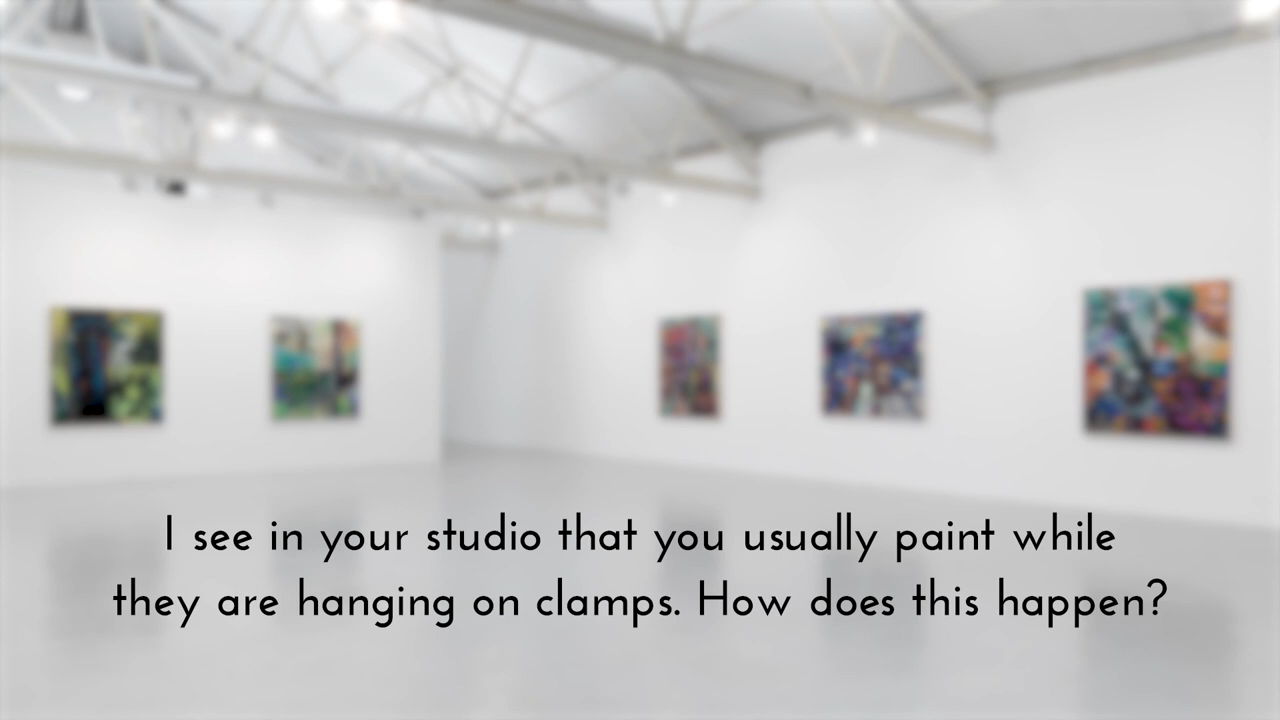 I see in your studio that you usually paint while
they are hanging on clamps. How does this happen?